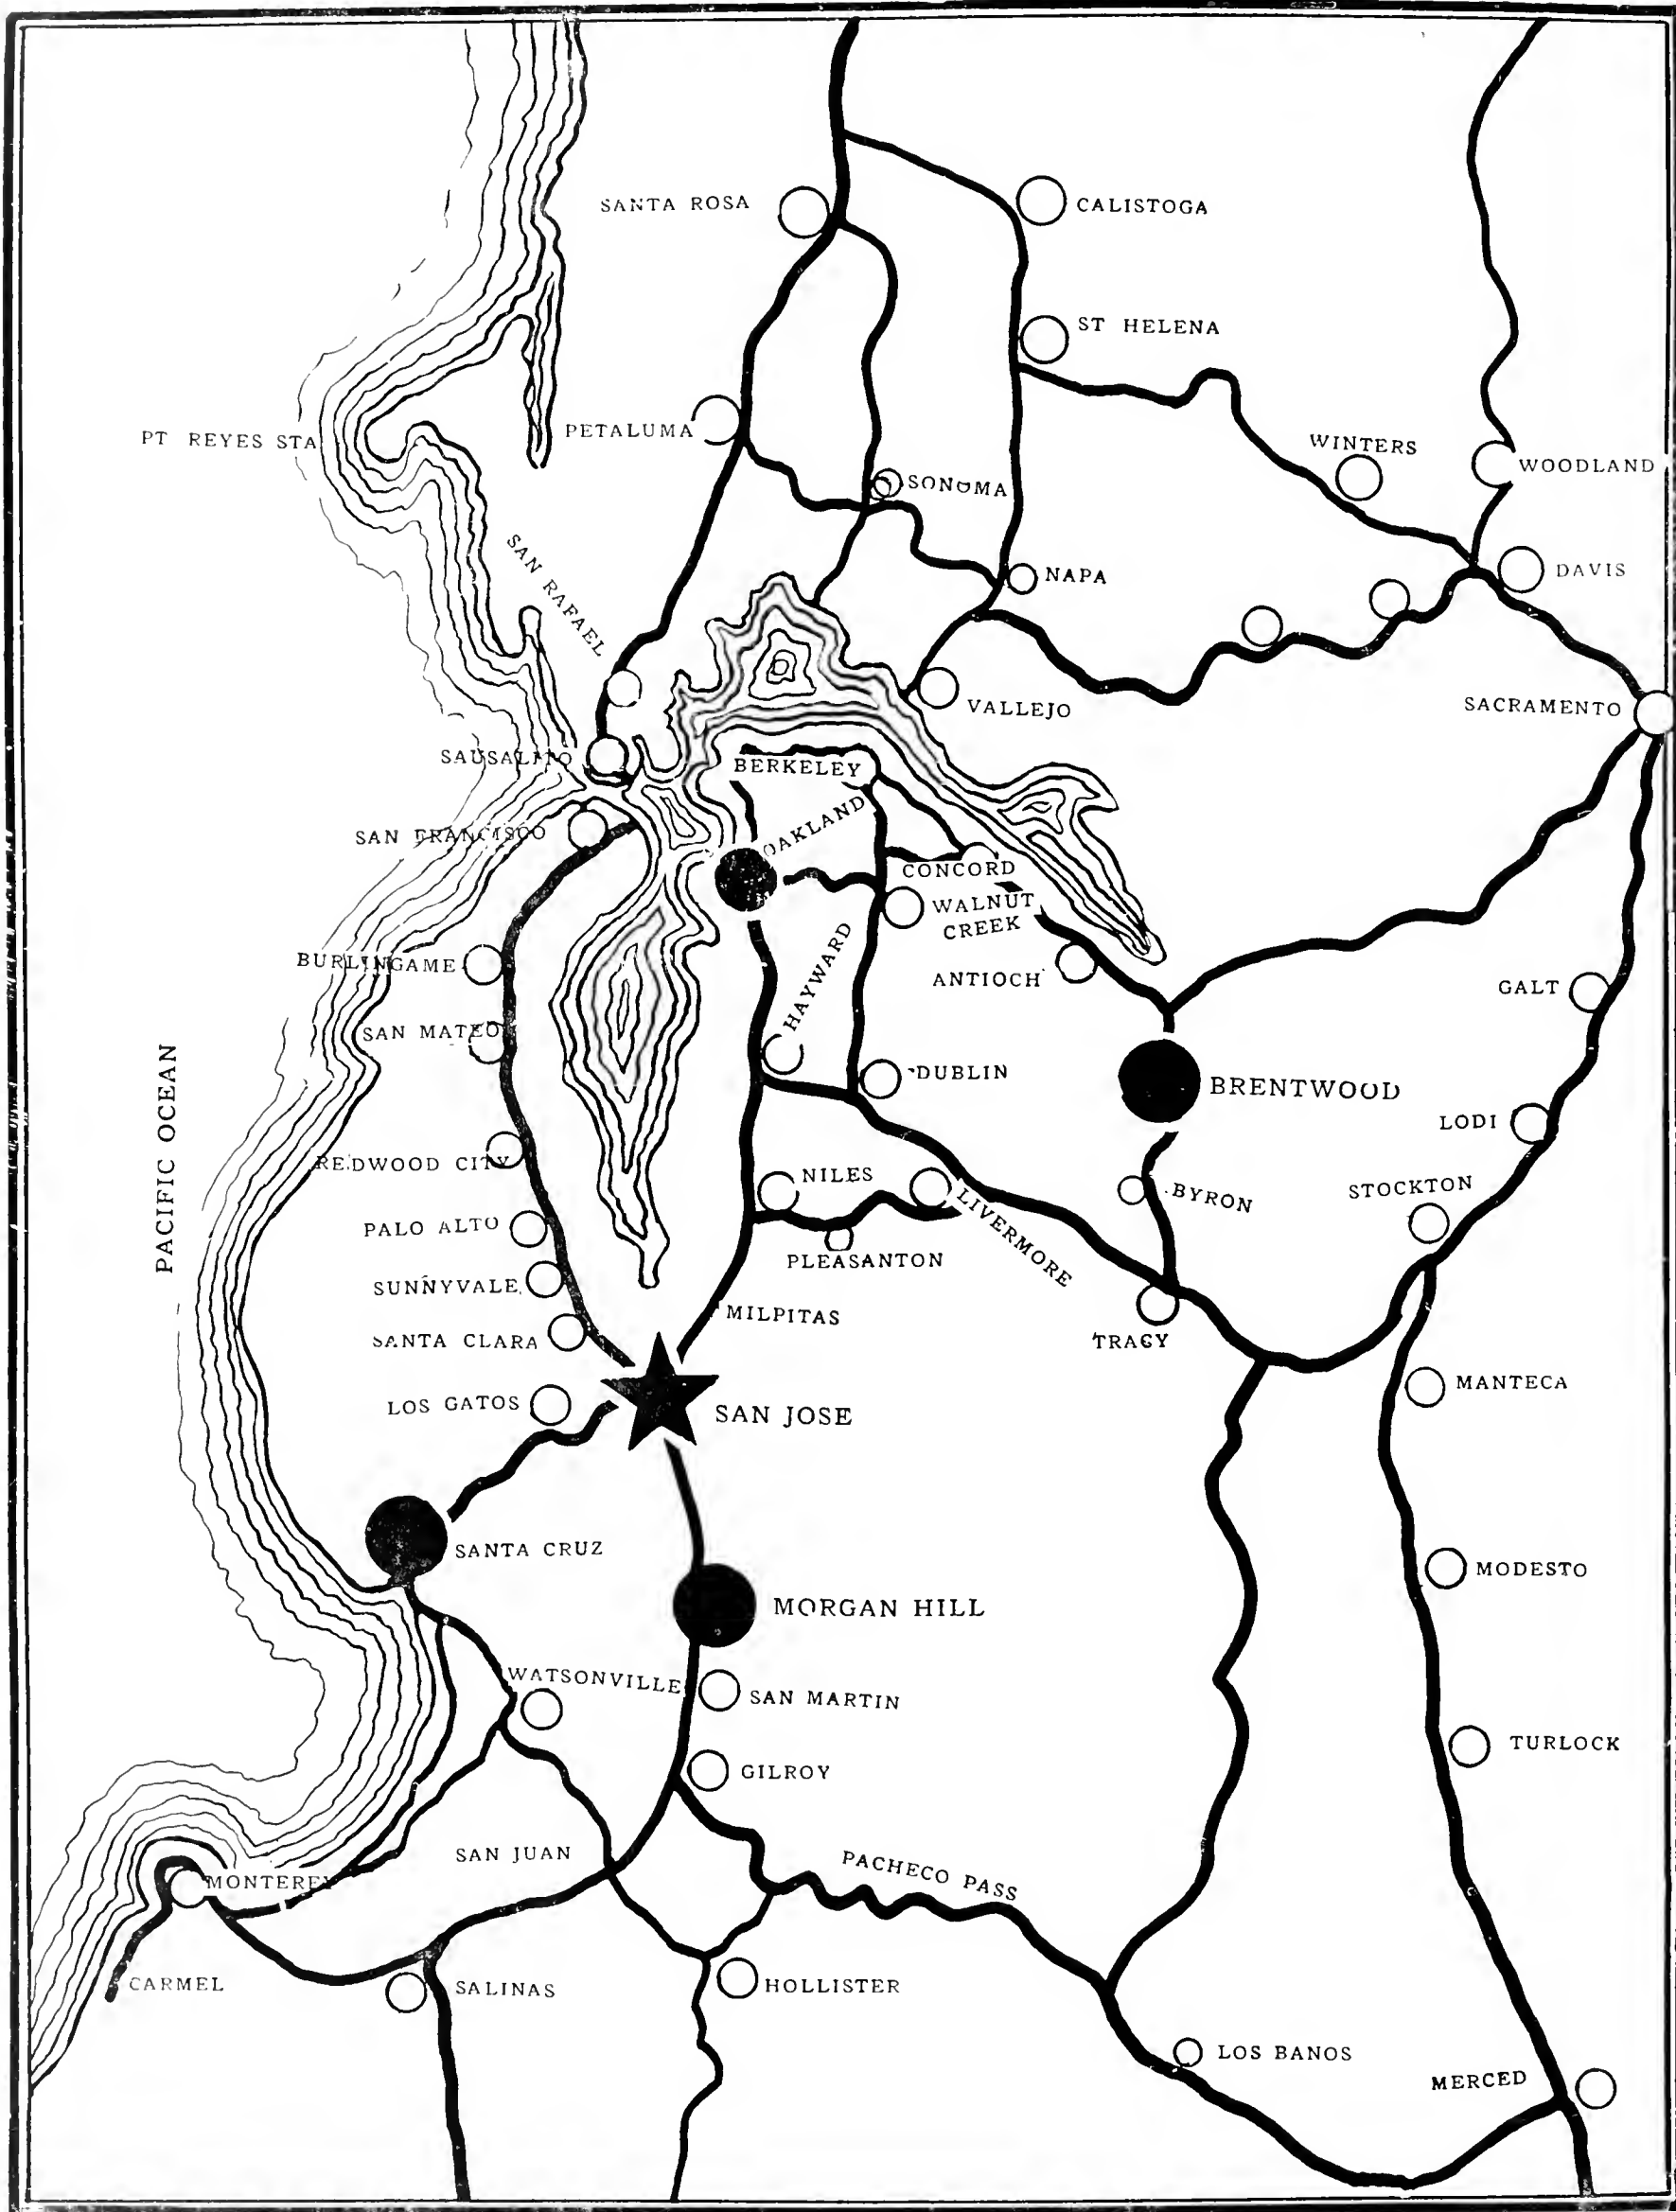 SANTA ROSA
CALISTOGA
ST HELENA
PT REYES STA
PETALUMA
WINTERS
WOODLAND
SONOMA
SAN RAFAEL
NAPA
DAVIS
VALLEJO
SACRAMENTO
SAUSALITO
BERKELEY
SAN FRANCISCO
OAKLAND
CONCORD
WALNUT
CREEK
BURLINGAME
HAYWARD
ANTIOCH
GALT
SAN MATEO
PACIFIC OCEAN
DUBLIN
BRENTWOOD
LODI
REDWOOD CITY
NILES
LIVERMORE
BYRON
STOCKTON
PALO ALTO
PLEASANTON
SUNNYVALE
MILPITAS
SANTA CLARA
TRACY
MANTECA
LOS GATOS
SAN JOSE
SANTA CRUZ
MODESTO
MORGAN HILL
WATSONVILLE
SAN MARTIN
TURLOCK
GILROY
SAN JUAN
PACHECO PASS
MONTEREY
CARMEL
SALINAS
HOLLISTER
LOS BANOS
MERCED